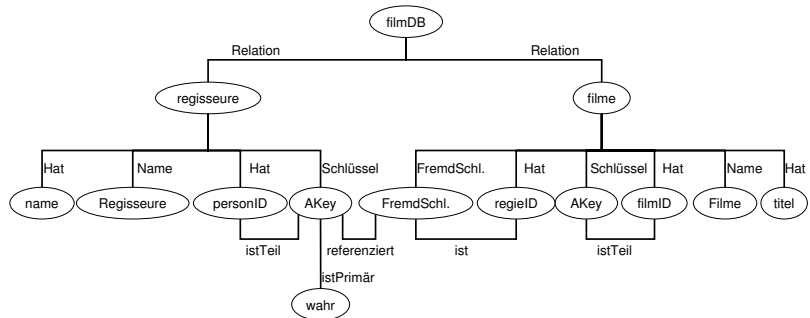 filmDB
Relation Relation
regisseure filme
Hat Name Hat Schlüssel FremdSchl. Hat Schlüssel Hat Name Hat
name Regisseure personID AKey FremdSchl. regieID AKey filmID Filme titel
istTeil referenziert ist istTeil
istPrimär
wahr